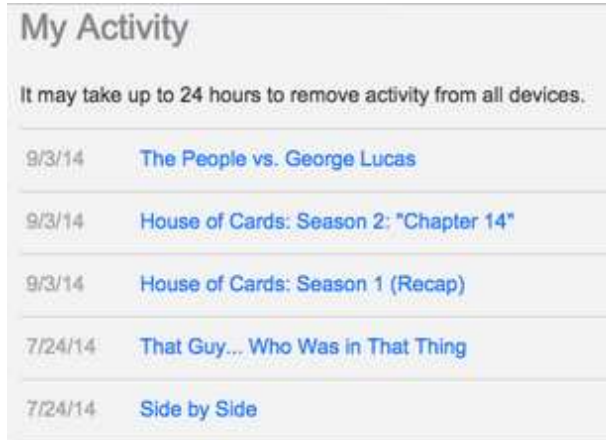 My Activity
It may take up to 24 hours to remove activity from all devices.
9/3/14 The People vs. George Lucas
9/3/14 House of Cards: Season 2: "Chapter 14"
9/3/14 House of Cards: Season 1 (Recap)
7/24/14 That Guy... Who Was in That Thing
7/24/14 Side by Side